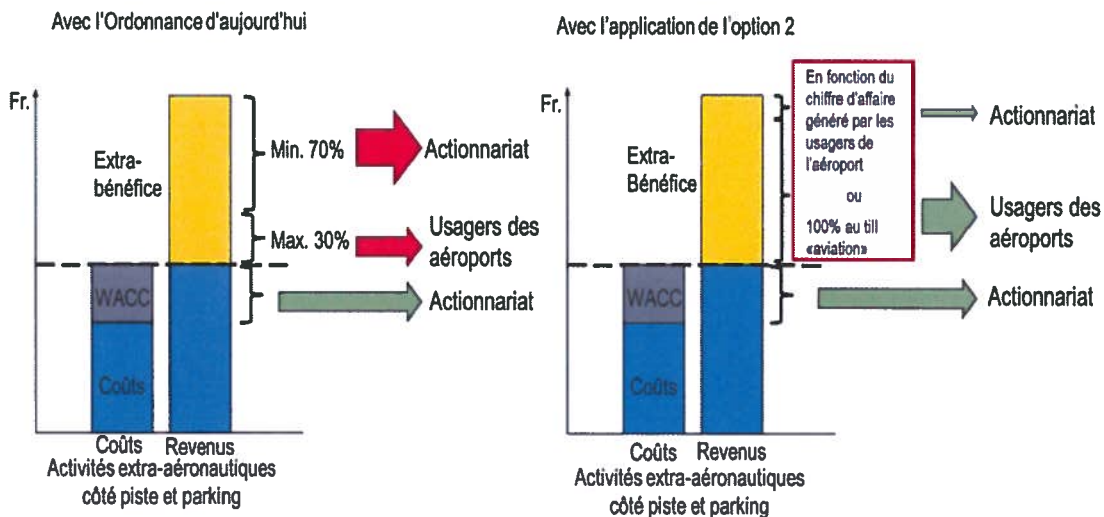 Avec l'Ordonnance d'aujourd'hui
Fr.
Extra-
bénéfice
Min. 70%
Actionnariat
Max. 30%
Usagers des
aéroports
WACC
Actionnariat
Coûts
Coûts
Revenus
Activités extra-aéronautiques
côté piste et parking
Avec l'application de l'option 2
Fr.
Extra-
Bénéfice
En fonction du
chiffre d'affaire
généré par les
usagers de
l'aéroport
ou
100% au till
«aviation»
Actionnariat
Usagers des
aéroports
WACC
Actionnariat
Coûts
Coûts
Revenus
Activités extra-aéronautiques
côté piste et parking